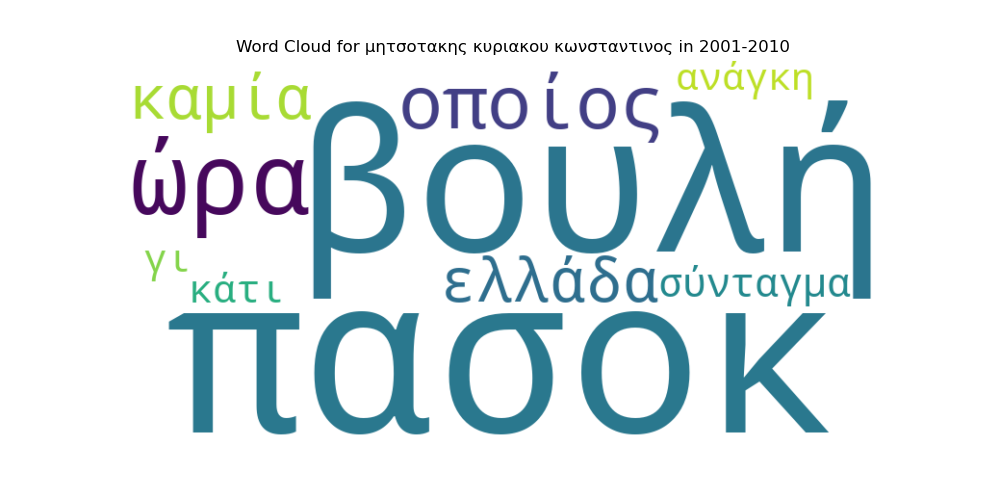 Word Cloud for μητσοτακης κυριακου κωνσταντινος in 2001-2010
καμία
οποίος
ανάγκη
ώρα
βουλή
γι
κάτι
ελλάδα
σύνταγμα
πασοκ